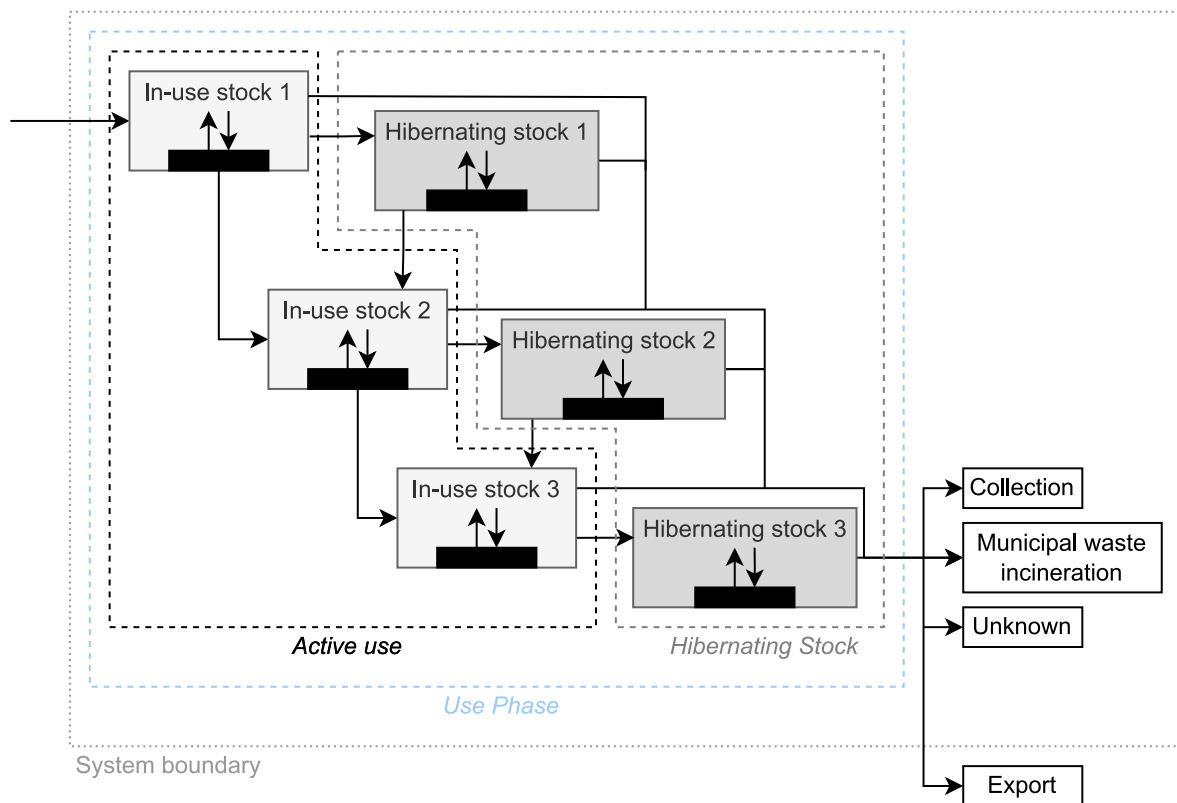 In-use stock 1
Hibernating stock 1
In-use stock 2
Hibernating stock 2
In-use stock 3
Hibernating stock 3
Collection
Municipal waste
incineration
Unknown
Active use
Hibernating Stock
Use Phase
System boundary
Export